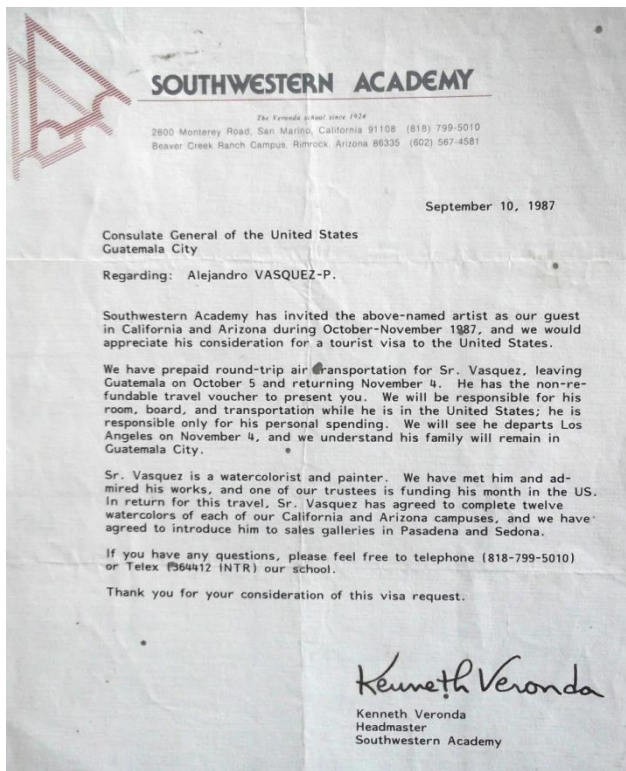 SOUTHWESTERN ACADEMY
The Veronda school since 1924
2800 Monterey Road, San Marino, California 91108 (818) 799-5010
Beaver Creek Ranch Campus, Rimrock, Arizona 86335 (602) 567-4581
September 10, 1987
Consulate General of the United States
Guatemala City
Regarding: Alejandro VASQUEZ-P.
Southwestern Academy has invited the above-named artist as our guest
in California and Arizona during October-November 1987, and we would
appreciate his consideration for a tourist visa to the United States.
We have prepaid round-trip air transportation for Sr. Vasquez, leaving
Guatemala on October 5 and returning November 4. He has the non-re-
fundable travel voucher to present you. We will be responsible for his
room, board, and transportation while he is in the United States; he is
responsible only for his personal spending. We will see he departs Los
Angeles on November 4, and we understand his family will remain in
Guatemala City.
Sr. Vasquez is a watercolorist and painter. We have met him and ad-
mired his works, and one of our trustees is funding his month in the US.
In return for this travel, Sr. Vasquez has agreed to complete twelve
watercolors of each of our California and Arizona campuses, and we have
agreed to introduce him to sales galleries in Pasadena and Sedona.
If you have any questions, please feel free to telephone (818-799-5010)
or Telex 364412 INTR) our school.
Thank you for your consideration of this visa request.
Kenneth Veronda
Kenneth Veronda
Headmaster
Southwestern Academy